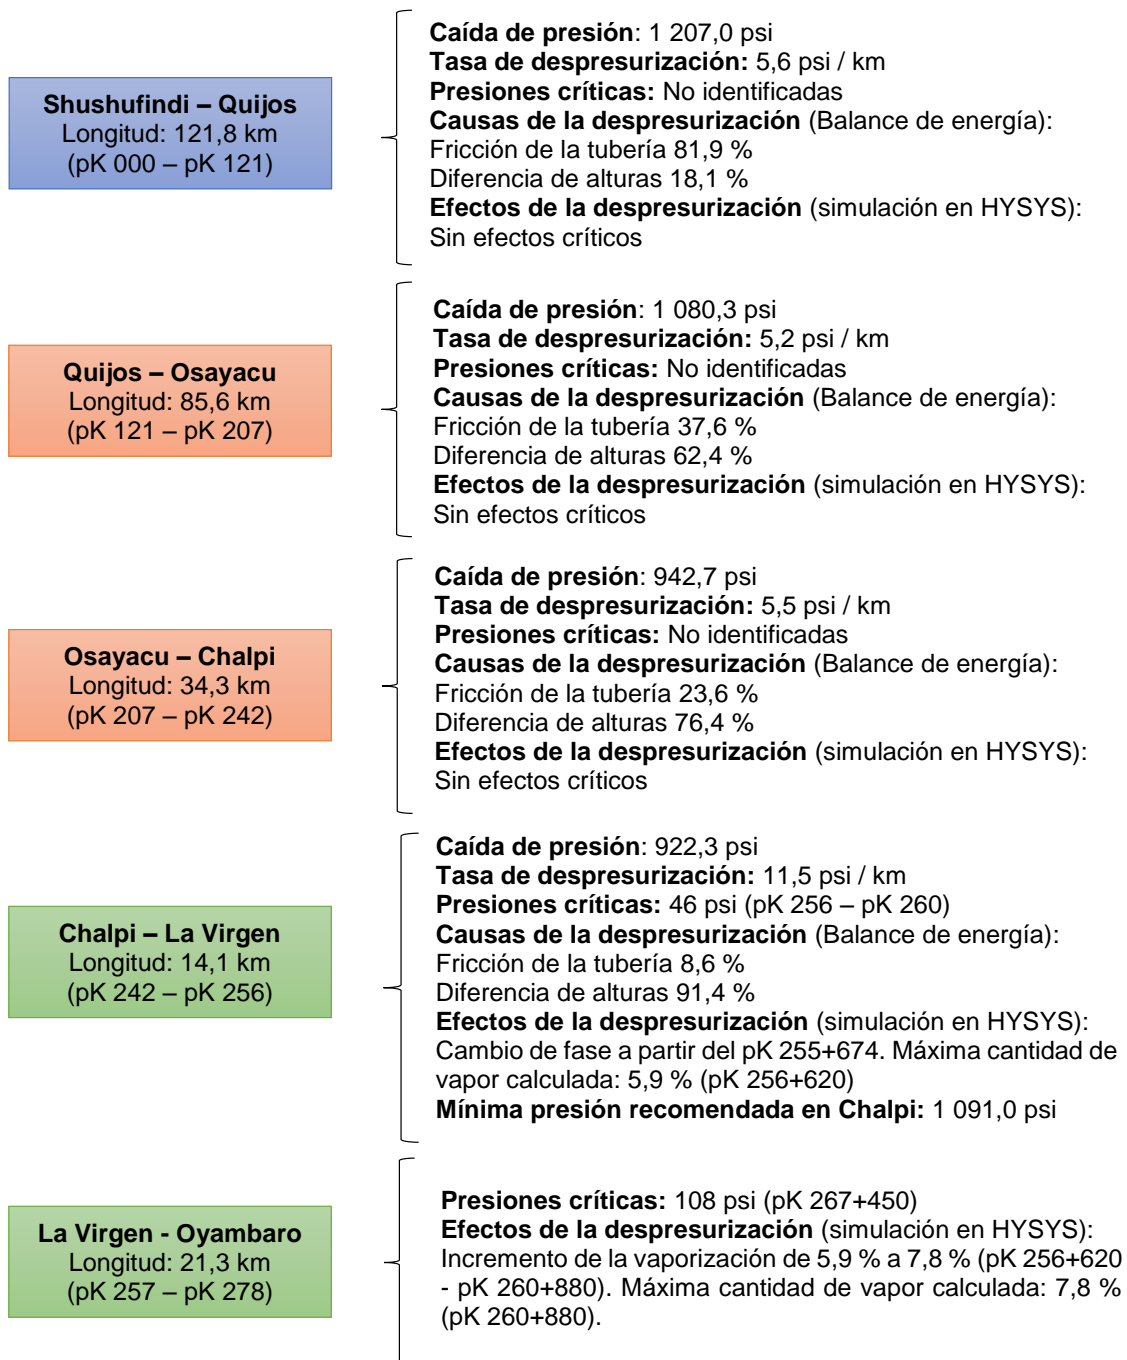 Shushufindi – Quijos
Longitud: 121,8 km
(pK 000 – pK 121)
Caída de presión: 1 207,0 psi
Tasa de despresurización: 5,6 psi / km
Presiones críticas: No identificadas
Causas de la despresurización (Balance de energía):
Fricción de la tubería 81,9 %
Diferencia de alturas 18,1 %
Efectos de la despresurización (simulación en HYSYS):
Sin efectos críticos
Quijos – Osayacu
Longitud: 85,6 km
(pK 121 – pK 207)
Caída de presión: 1 080,3 psi
Tasa de despresurización: 5,2 psi / km
Presiones críticas: No identificadas
Causas de la despresurización (Balance de energía):
Fricción de la tubería 37,6 %
Diferencia de alturas 62,4 %
Efectos de la despresurización (simulación en HYSYS):
Sin efectos críticos
Osayacu – Chalpi
Longitud: 34,3 km
(pK 207 – pK 242)
Caída de presión: 942,7 psi
Tasa de despresurización: 5,5 psi / km
Presiones críticas: No identificadas
Causas de la despresurización (Balance de energía):
Fricción de la tubería 23,6 %
Diferencia de alturas 76,4 %
Efectos de la despresurización (simulación en HYSYS):
Sin efectos críticos
Chalpi – La Virgen
Longitud: 14,1 km
(pK 242 – pK 256)
Caída de presión: 922,3 psi
Tasa de despresurización: 11,5 psi / km
Presiones críticas: 46 psi (pK 256 – pK 260)
Causas de la despresurización (Balance de energía):
Fricción de la tubería 8,6 %
Diferencia de alturas 91,4 %
Efectos de la despresurización (simulación en HYSYS):
Cambio de fase a partir del pK 255+674. Máxima cantidad de
vapor calculada: 5,9 % (pK 256+620)
Mínima presión recomendada en Chalpi: 1 091,0 psi
La Virgen - Oyambaro
Longitud: 21,3 km
(pK 257 – pK 278)
Presiones críticas: 108 psi (pK 267+450)
Efectos de la despresurización (simulación en HYSYS):
Incremento de la vaporización de 5,9 % a 7,8 % (pK 256+620
- pK 260+880). Máxima cantidad de vapor calculada: 7,8 %
(pK 260+880).